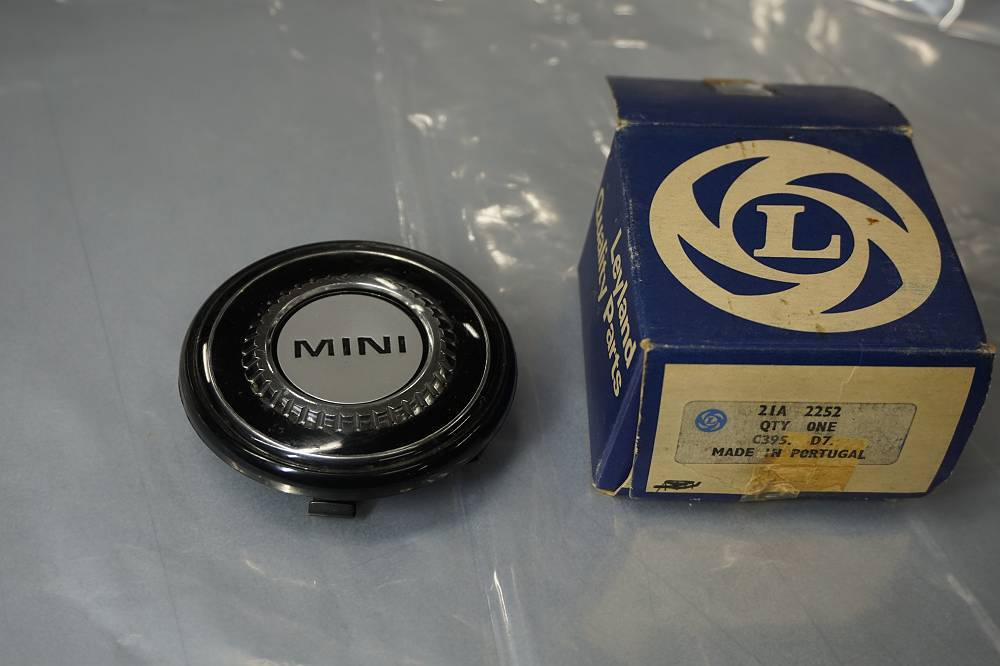 MINI
L
Leyland
Quality Parts
21A 2252
QTY ONE
C395. D7.
MADE IN PORTUGAL